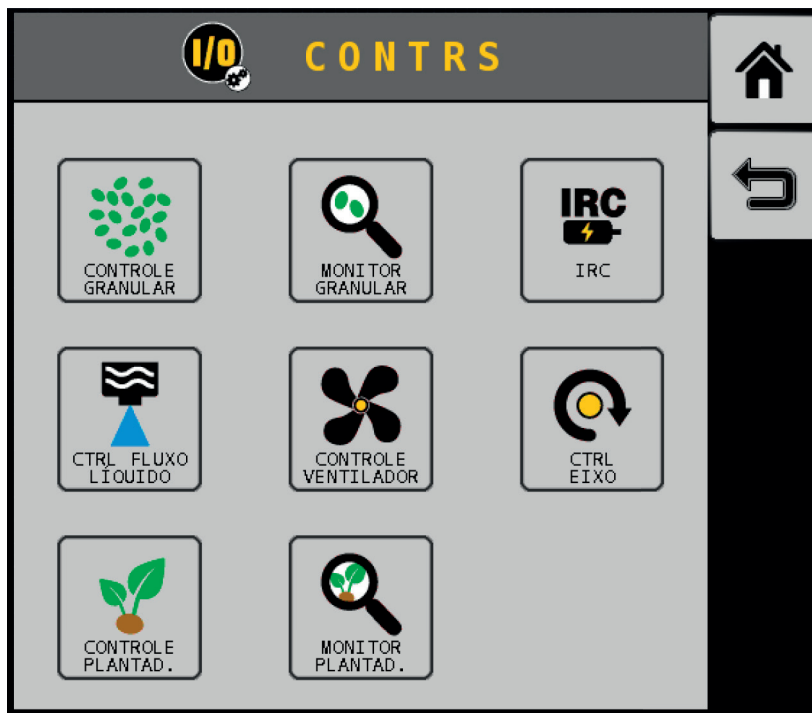 I/O CONTRS
CONTROLE
GRANULAR
MONITOR
GRANULAR
IRC
IRC
CTRL FLUXO
LÍQUIDO
CONTROLE
VENTILADOR
CTRL
EIXO
CONTROLE
PLANTAD.
MONITOR
PLANTAD.